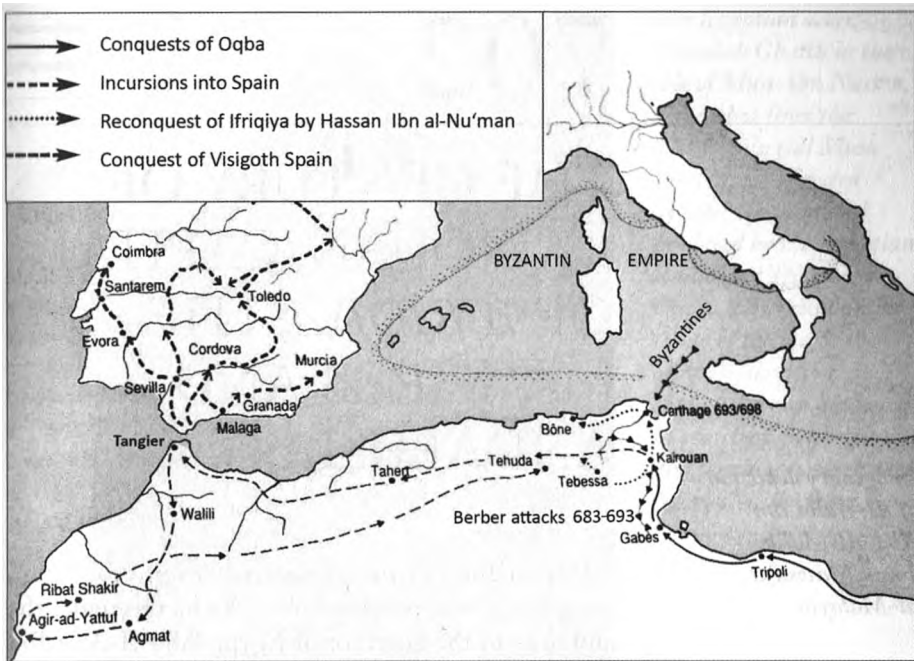 Conquests of Oqba
Incursions into Spain
Reconquest of Ifriqiya by Hassan Ibn al-Nu‘man
Conquest of Visigoth Spain
BYZANTIN EMPIRE
Byzantines
Coimbra
Santarem
Toledo
Evora
Cordova
Murcia
Sevilla
Granada
Malaga
Tangier
Carthage 693/698
Bône
Kairouan
Tahert
Tehuda
Tebessa
Walili
Berber attacks 683-693
Gabès
Tripoli
Ribat Shakir
Agir-ad-Yattuf
Agmat